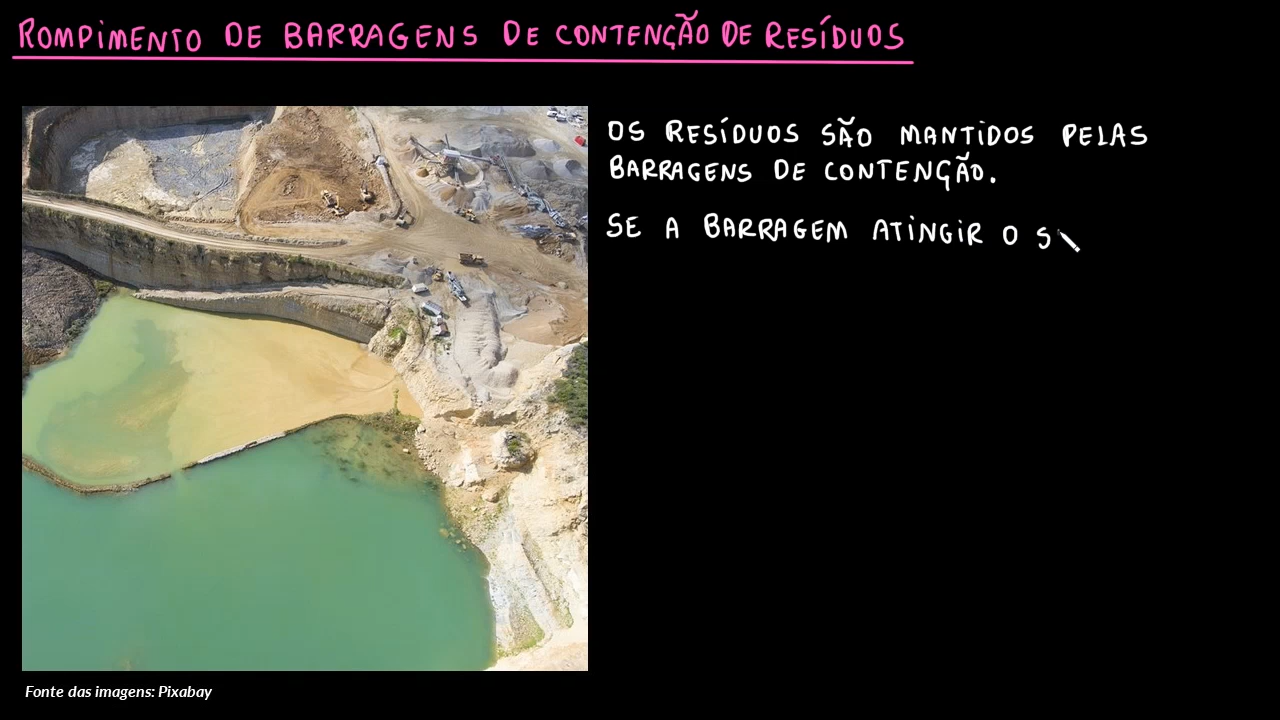 ROMPIMENTO DE BARRAGENS DE CONTENÇÃO DE RESÍDUOS
OS RESÍDUOS SÃO MANTIDOS PELAS
BARRAGENS DE CONTENÇÃO.
SE A BARRAGEM ATINGIR O S
Fonte das imagens: Pixabay